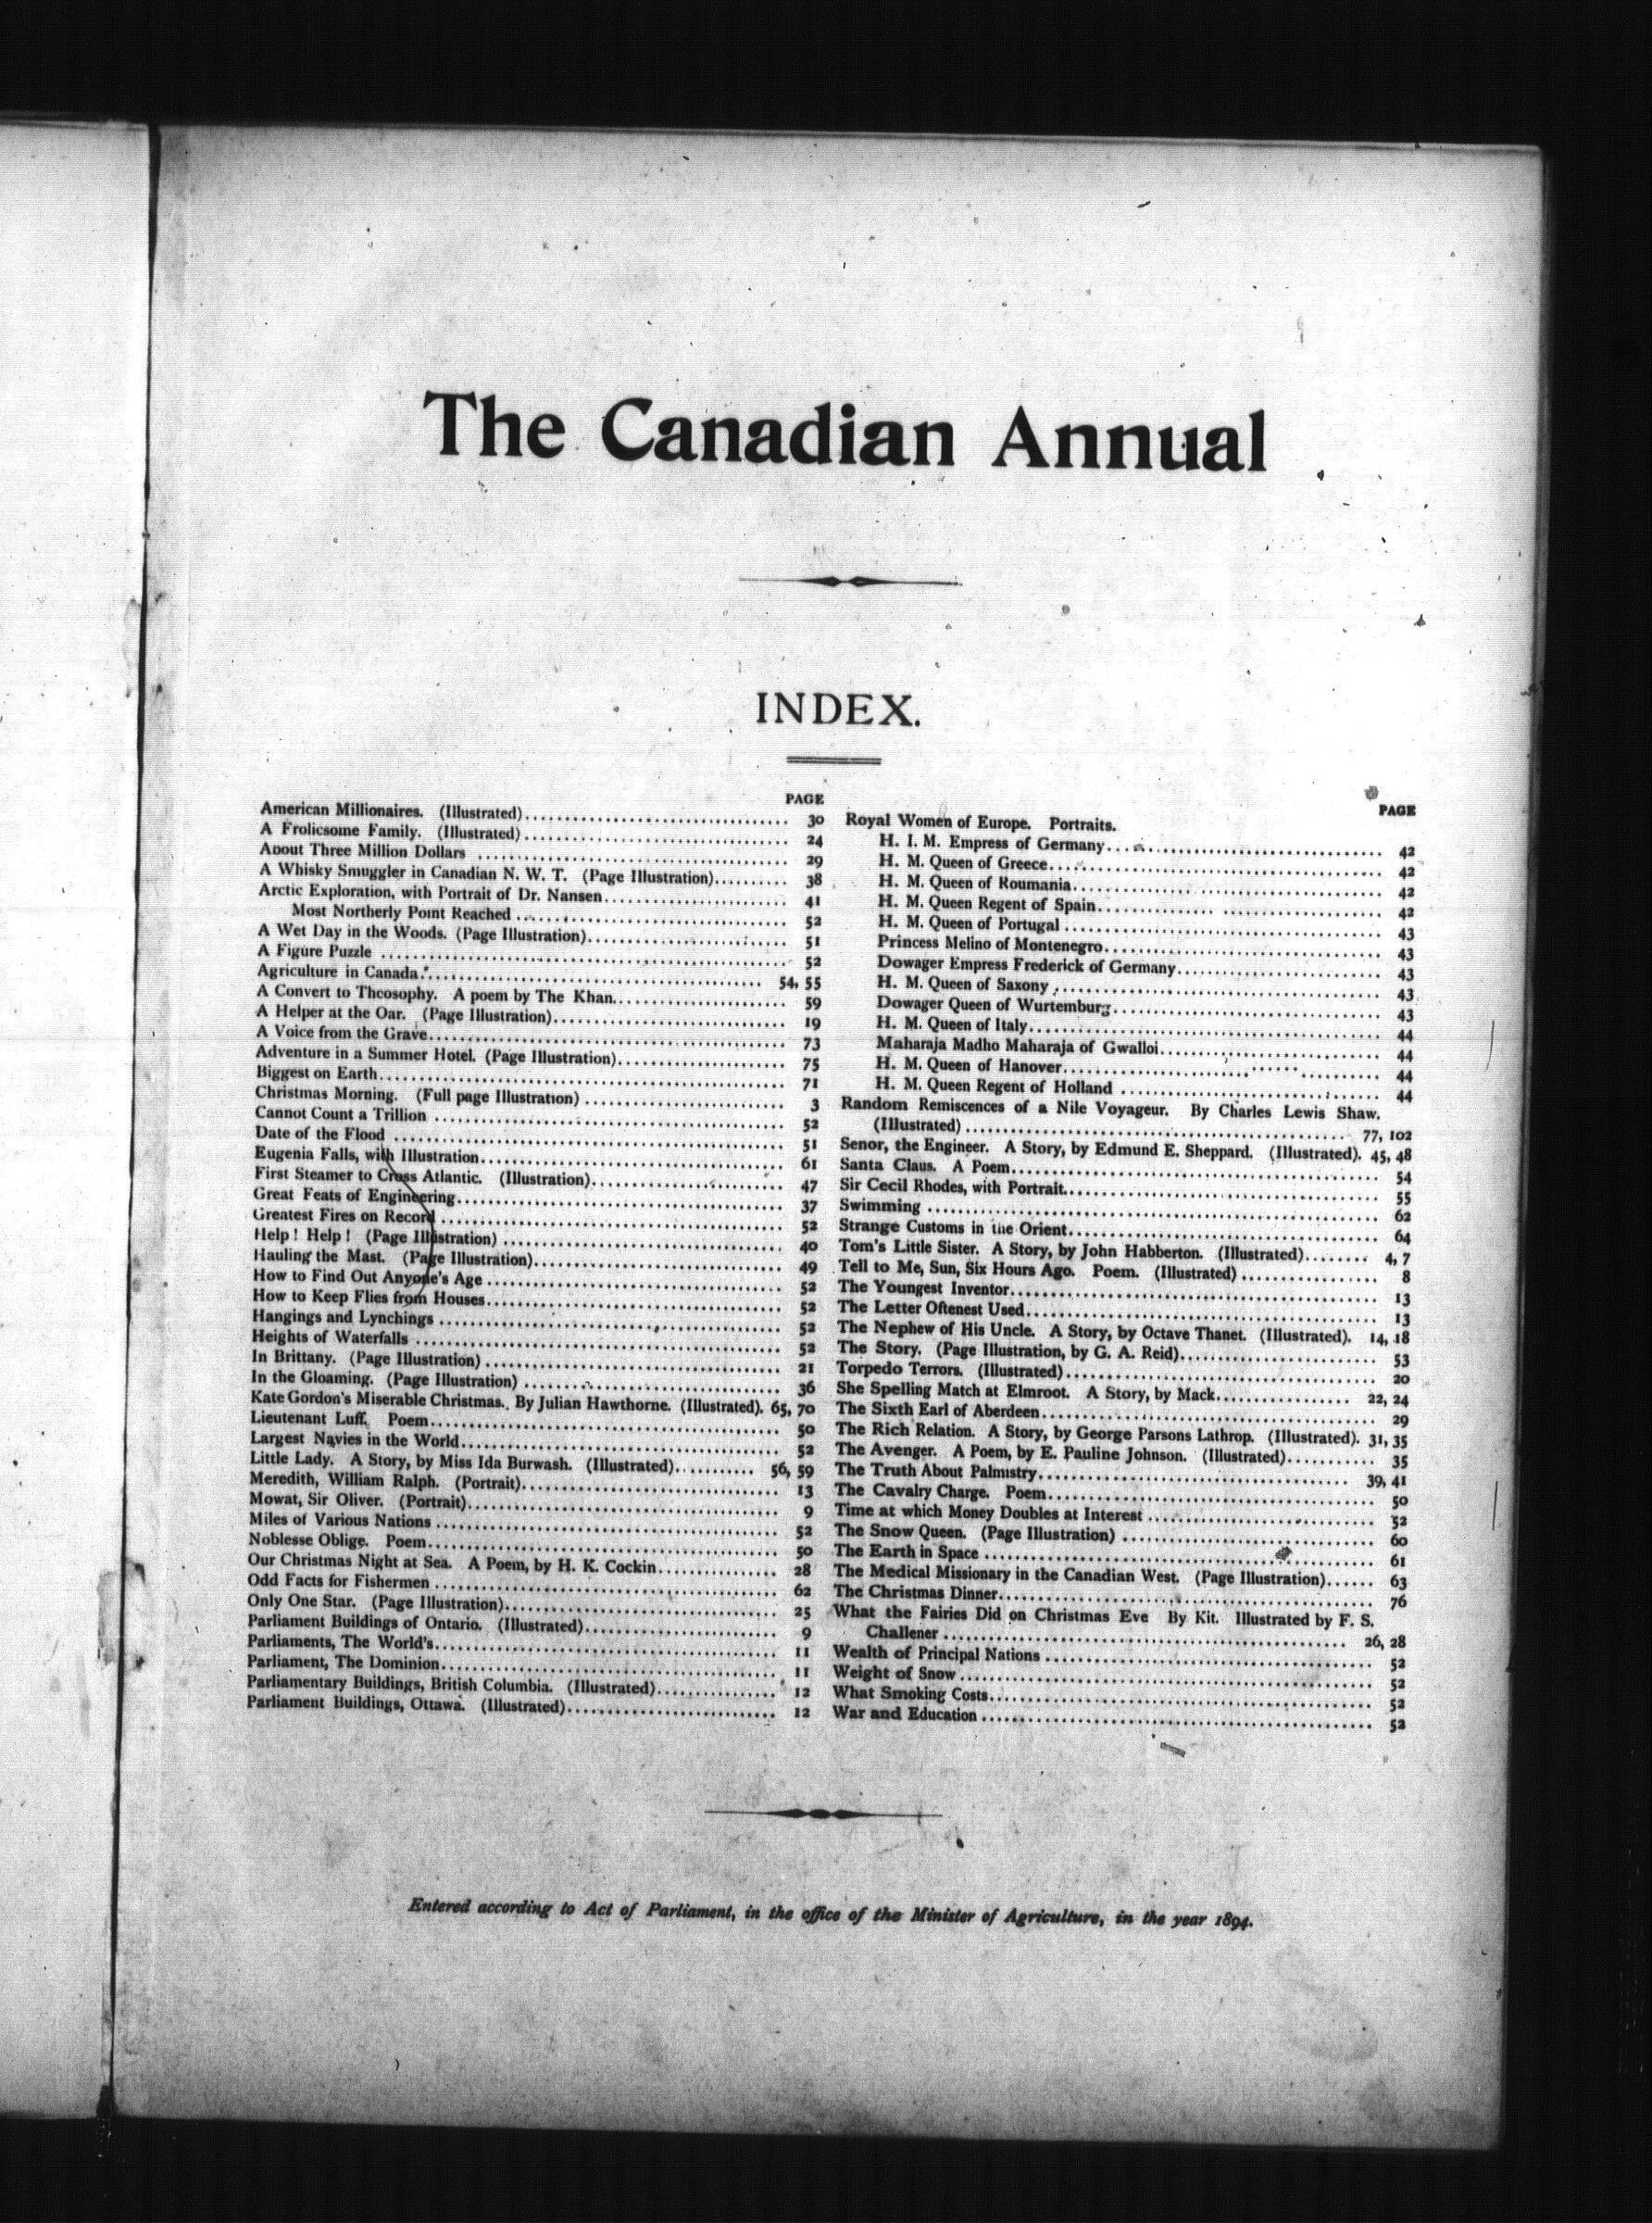 The Canadian Annual
INDEX.
PAGE
American Millionaires. (Illustrated) 30
A Frolicsome Family. (Illustrated) 24
About Three Million Dollars 29
A Whisky Smuggler in Canadian N. W. T. (Page Illustration) 38
Arctic Exploration, with Portrait of Dr. Nansen 41
Most Northerly Point Reached 52
A Wet Day in the Woods. (Page Illustration) 51
A Figure Puzzle 52
Agriculture in Canada 54, 55
A Convert to Theosophy. A poem by The Khan 59
A Helper at the Oar. (Page Illustration) 19
A Voice from the Grave 73
Adventure in a Summer Hotel. (Page Illustration) 75
Biggest on Earth 71
Christmas Morning. (Full page Illustration) 3
Cannot Count a Trillion 52
Date of the Flood 51
Eugenia Falls, with Illustration 61
First Steamer to Cross Atlantic. (Illustration) 47
Great Feats of Engineering 37
Greatest Fires on Record 52
Help! Help! (Page Illustration) 40
Hauling the Mast. (Page Illustration) 49
How to Find Out Anyone's Age 52
How to Keep Flies from Houses 52
Hangings and Lynchings 52
Heights of Waterfalls 52
In Brittany. (Page Illustration) 21
In the Gloaming. (Page Illustration) 36
Kate Gordon's Miserable Christmas. By Julian Hawthorne. (Illustrated). 65, 70
Lieutenant Luff. Poem 50
Largest Navies in the World 52
Little Lady. A Story, by Miss Ida Burwash. (Illustrated) 56, 59
Meredith, William Ralph. (Portrait) 13
Mowat, Sir Oliver. (Portrait) 9
Miles of Various Nations 52
Noblesse Oblige. Poem 50
Our Christmas Night at Sea. A Poem, by H. K. Cockin 28
Odd Facts for Fishermen 62
Only One Star. (Page Illustration) 25
Parliament Buildings of Ontario. (Illustrated) 9
Parliaments, The World's 11
Parliament, The Dominion 11
Parliamentary Buildings, British Columbia. (Illustrated) 12
Parliament Buildings, Ottawa. (Illustrated) 12
PAGE
Royal Women of Europe. Portraits.
H. I. M. Empress of Germany 42
H. M. Queen of Greece 42
H. M. Queen of Roumania 42
H. M. Queen Regent of Spain 42
H. M. Queen of Portugal 43
Princess Melino of Montenegro 43
Dowager Empress Frederick of Germany 43
H. M. Queen of Saxony 43
Dowager Queen of Wurtemburg 43
H. M. Queen of Italy 44
Maharaja Madho Maharaja of Gwalloi 44
H. M. Queen of Hanover 44
H. M. Queen Regent of Holland 44
Random Remiscences of a Nile Voyageur. By Charles Lewis Shaw.
(Illustrated) 77, 102
Senor, the Engineer. A Story, by Edmund E. Sheppard. (Illustrated). 45, 48
Santa Claus. A Poem 54
Sir Cecil Rhodes, with Portrait 55
Swimming 62
Strange Customs in the Orient 64
Tom's Little Sister. A Story, by John Habberton. (Illustrated) 4, 7
Tell to Me, Sun, Six Hours Ago. Poem. (Illustrated) 8
The Youngest Inventor 13
The Letter Oftenest Used 13
The Nephew of His Uncle. A Story, by Octave Thanet. (Illustrated). 14, 18
The Story. (Page Illustration, by G. A. Reid) 53
Torpedo Terrors. (Illustrated) 20
She Spelling Match at Elmroot. A Story, by Mack 22, 24
The Sixth Earl of Aberdeen 29
The Rich Relation. A Story, by George Parsons Lathrop. (Illustrated). 31, 35
The Avenger. A Poem, by E. Pauline Johnson. (Illustrated) 35
The Truth About Palmistry 39, 41
The Cavalry Charge. Poem 50
Time at which Money Doubles at Interest 52
The Snow Queen. (Page Illustration) 60
The Earth in Space 61
The Medical Missionary in the Canadian West. (Page Illustration) 63
The Christmas Dinner 76
What the Fairies Did on Christmas Eve By Kit. Illustrated by F. S.
Challener 26, 28
Wealth of Principal Nations 52
Weight of Snow 52
What Smoking Costs 52
War and Education 52
Entered according to Act of Parliament, in the office of the Minister of Agriculture, in the year 1894.